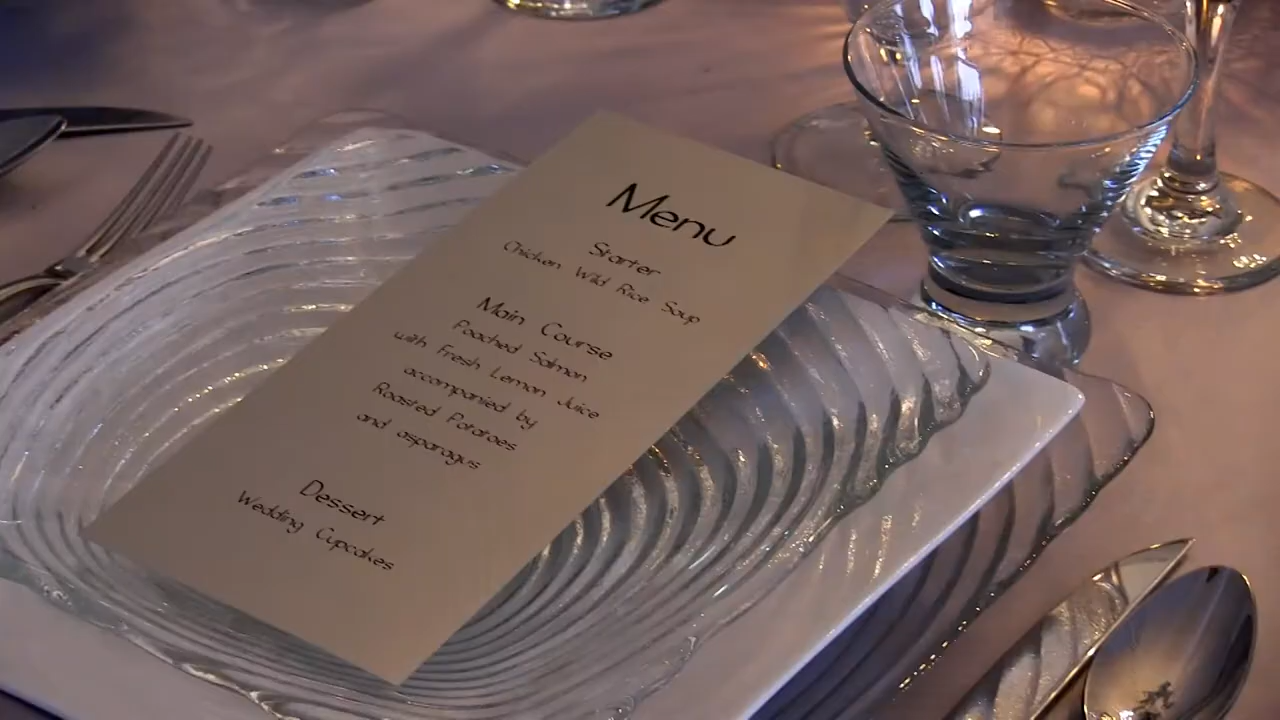 Menu
Starter
Chicken Wild Rice Soup
Main Course
Poached Salmon
with Fresh Lemon Juice
accompanied by
Roasted Potatoes
and asparagus
Dessert
Wedding Cupcakes